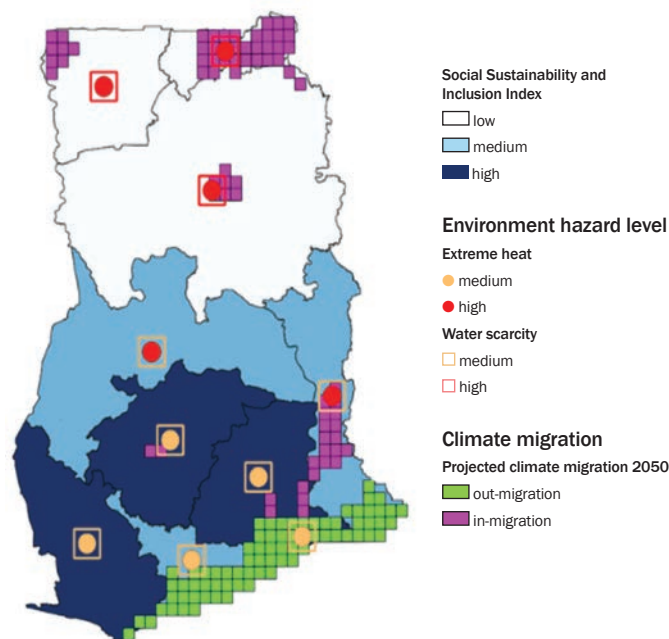 Social Sustainability and
Inclusion Index
low
medium
high
Environment hazard level
Extreme heat
medium
high
Water scarcity
medium
high
Climate migration
Projected climate migration 2050
out-migration
in-migration